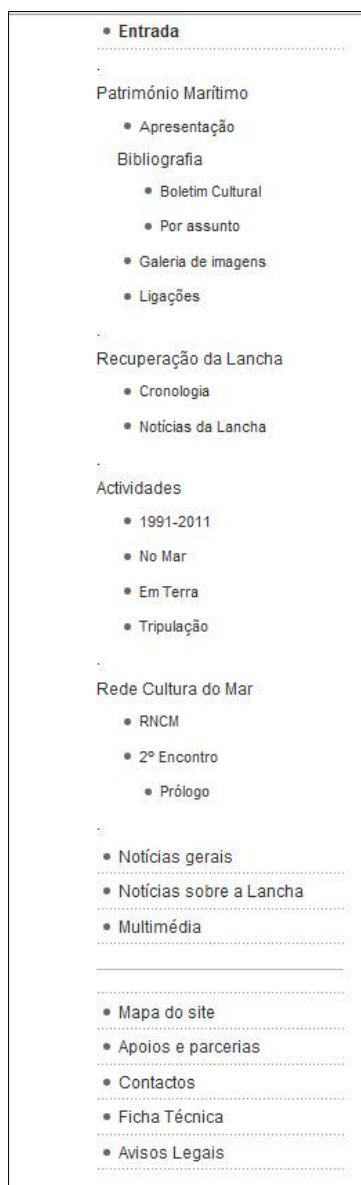 Entrada
.
Património Marítimo
Apresentação
Bibliografia
Boletim Cultural
Por assunto
Galeria de imagens
Ligações
.
Recuperação da Lancha
Cronologia
Notícias da Lancha
.
Actividades
1991-2011
No Mar
Em Terra
Tripulação
.
Rede Cultura do Mar
RNCM
2º Encontro
Prólogo
.
Notícias gerais
Notícias sobre a Lancha
Multimédia
Mapa do site
Apoios e parcerias
Contactos
Ficha Técnica
Avisos Legais